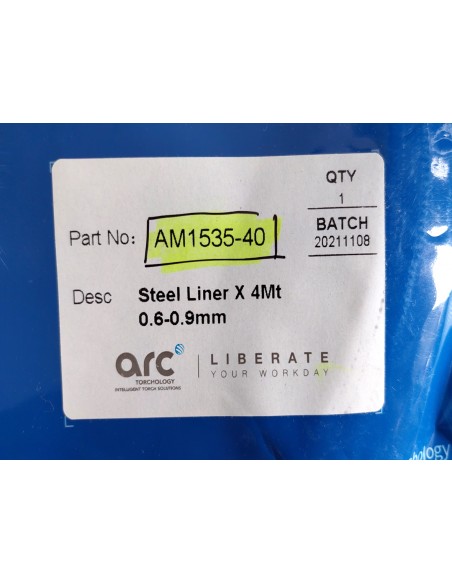 QTY
1
Part No: AM1535-40
BATCH
20211108
Desc Steel Liner X 4Mt
0.6-0.9mm
arc
TORCHOLOGY
INTELLIGENT TORCH SOLUTIONS
LIBERATE
YOUR WORKDAY